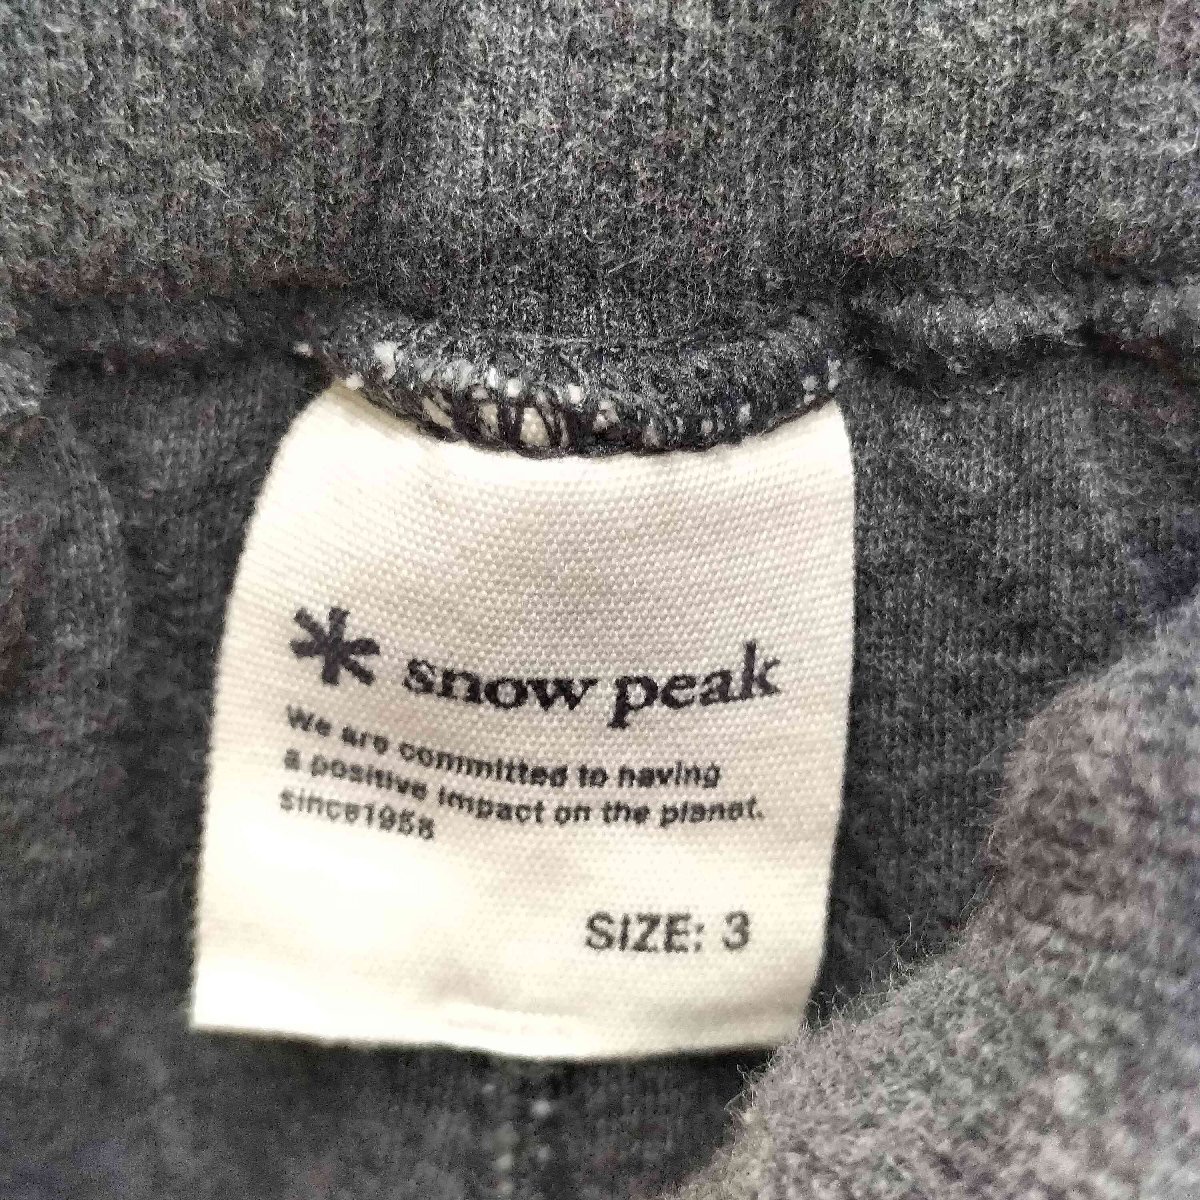 snow peak
We are committed to having
a positive impact on the planet.
since1958
SIZE: 3